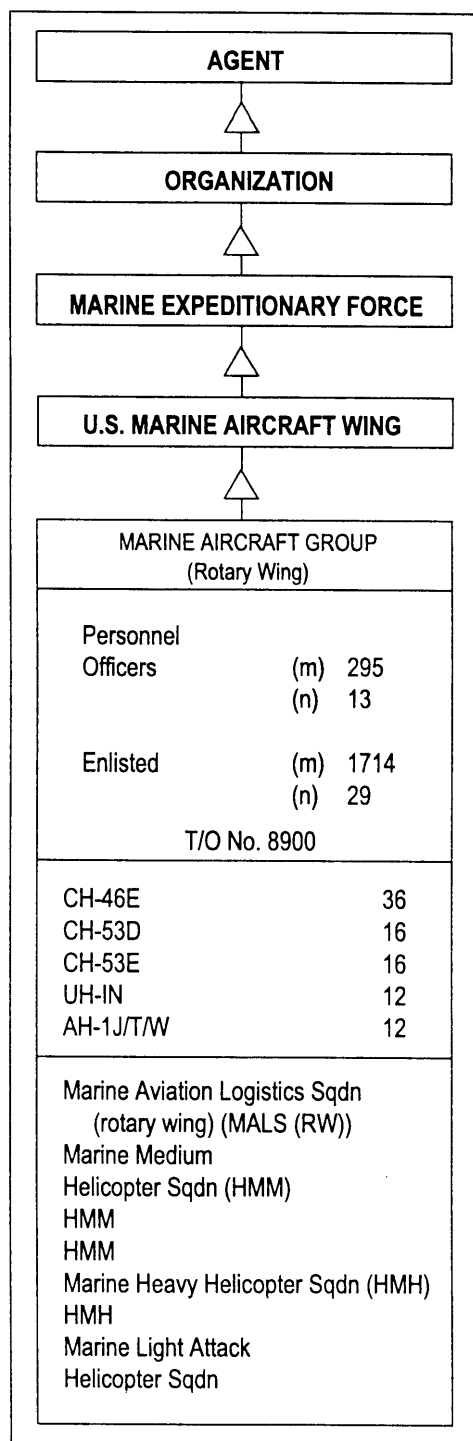 AGENT
ORGANIZATION
MARINE EXPEDITIONARY FORCE
U.S. MARINE AIRCRAFT WING
MARINE AIRCRAFT GROUP
(Rotary Wing)
Personnel
Officers (m) 295
(n) 13
Enlisted (m) 1714
(n) 29
T/O No. 8900
CH-46E 36
CH-53D 16
CH-53E 16
UH-IN 12
AH-1J/T/W 12
Marine Aviation Logistics Sqdn
(rotary wing) (MALS (RW))
Marine Medium
Helicopter Sqdn (HMM)
HMM
HMM
Marine Heavy Helicopter Sqdn (HMH)
HMH
Marine Light Attack
Helicopter Sqdn